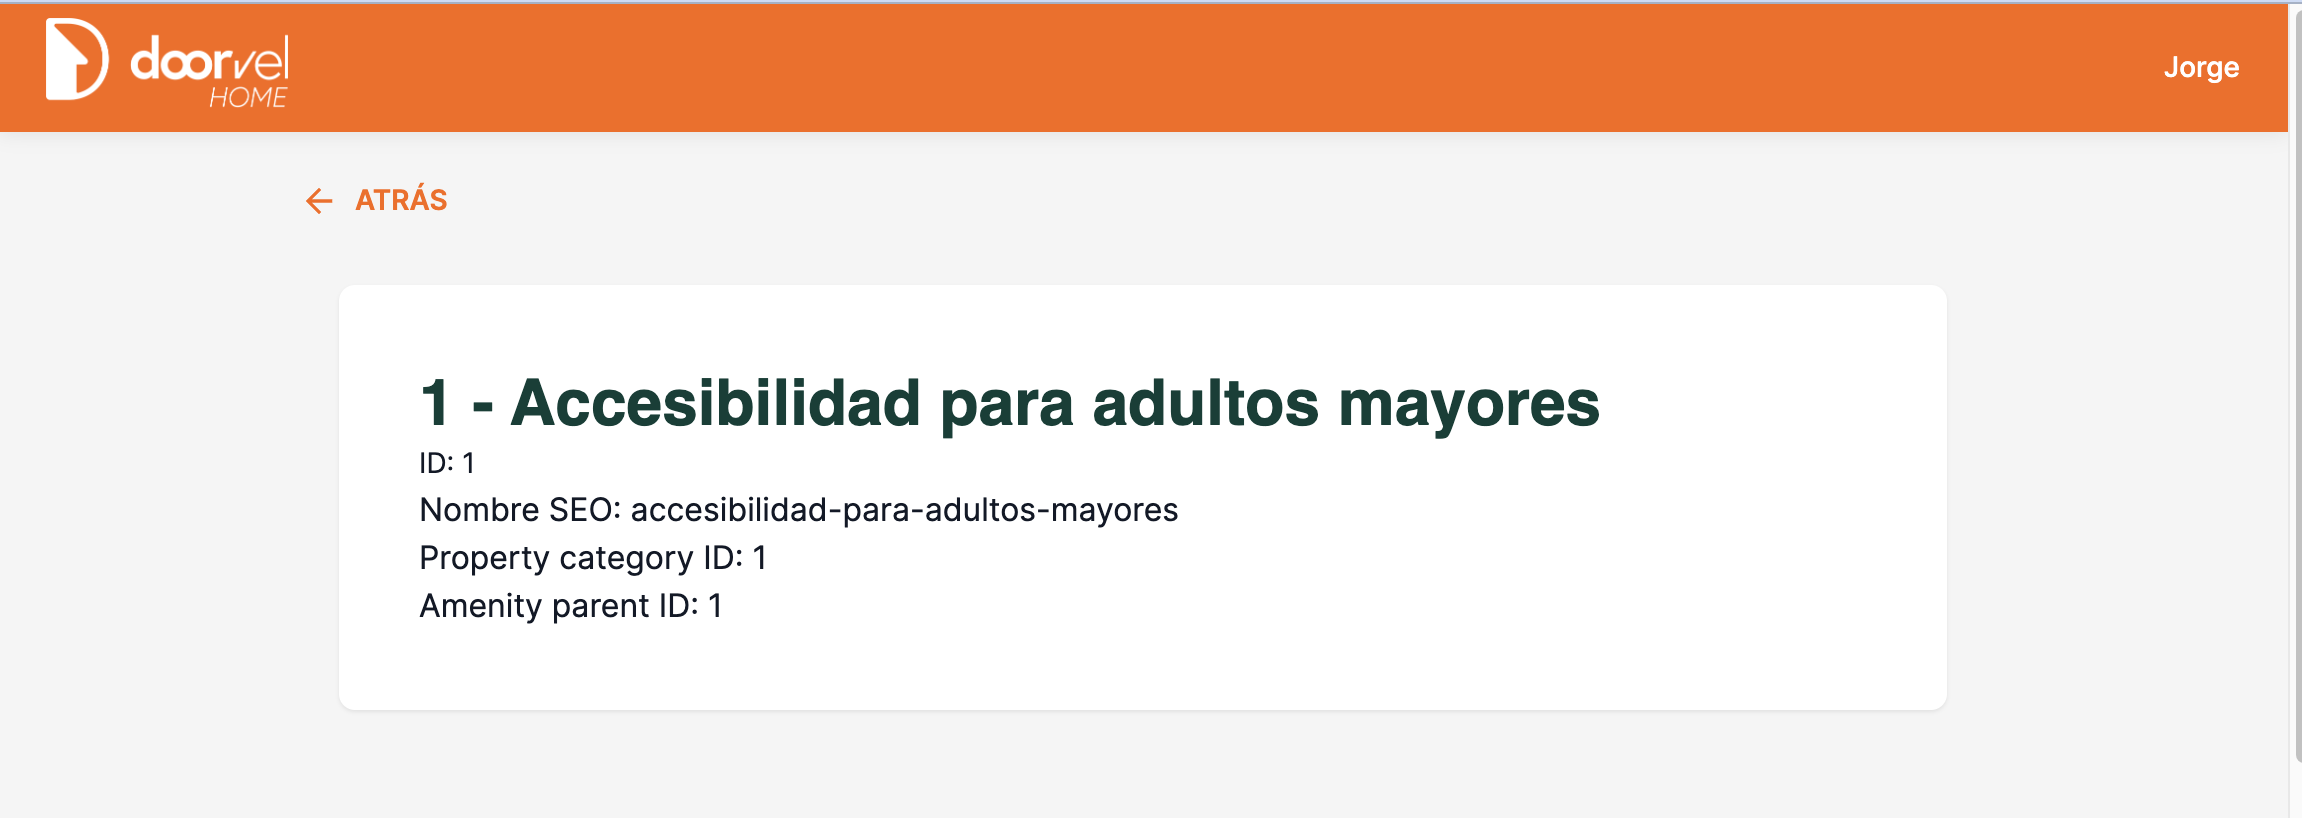 doorvel
HOME
Jorge
← ATRÁS
1 - Accesibilidad para adultos mayores
ID: 1
Nombre SEO: accesibilidad-para-adultos-mayores
Property category ID: 1
Amenity parent ID: 1